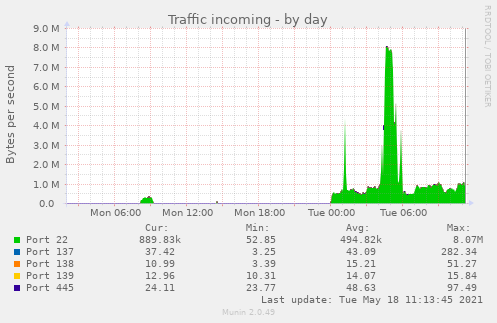 Traffic incoming - by day
RRDTOOL / TOBI OETIKER
Bytes per second
9.0 M
8.0 M
7.0 M
6.0 M
5.0 M
4.0 M
3.0 M
2.0 M
1.0 M
0.0
Mon 06:00 Mon 12:00 Mon 18:00 Tue 00:00 Tue 06:00
Cur: Min: Avg: Max:
Port 22 889.83k 52.85 494.82k 8.07M
Port 137 37.42 3.25 43.09 282.34
Port 138 10.99 3.39 15.21 51.27
Port 139 12.96 10.31 14.07 15.84
Port 445 24.11 23.77 48.63 97.49
Last update: Tue May 18 11:13:45 2021
Munin 2.0.49